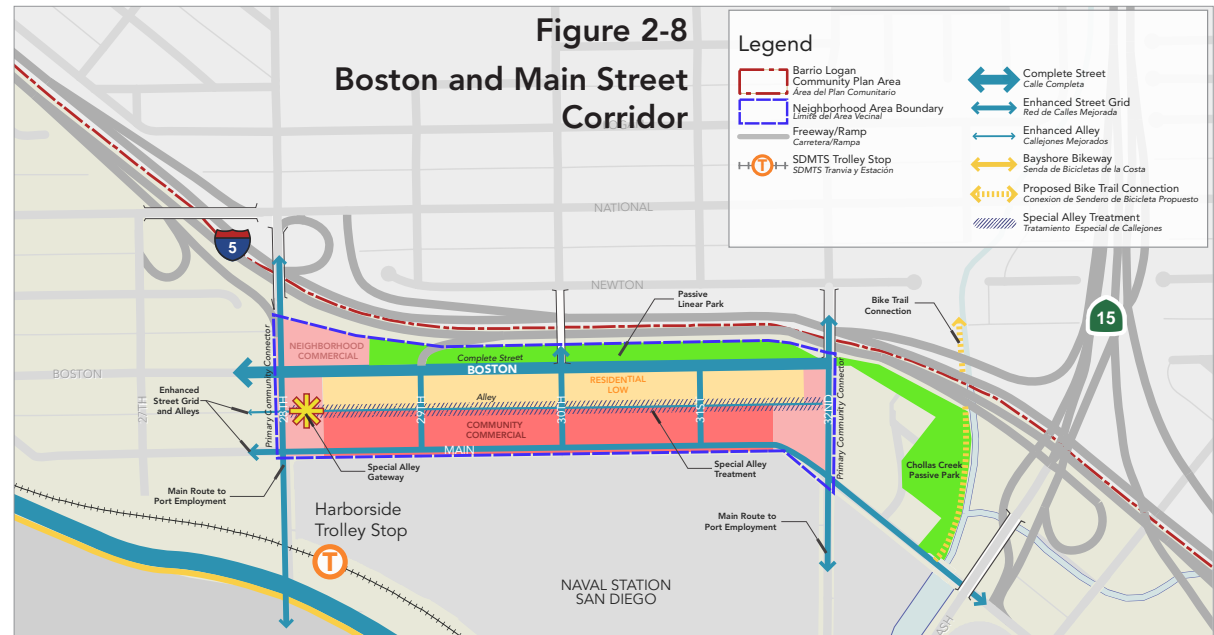 Figure 2-8
Boston and Main Street
Corridor
Legend
Barrio Logan
Community Plan Area
Área del Plan Comunitario
Neighborhood Area Boundary
Limite del Area Vecinal
Freeway/Ramp
Carretera/Rampa
T
SDMTS Trolley Stop
SDMTS Tranvia y Estación
Complete Street
Calle Completa
Enhanced Street Grid
Red de Calles Mejorada
Enhanced Alley
Callejones Mejorados
Bayshore Bikeway
Senda de Bicicletas de la Costa
Proposed Bike Trail Connection
Conexion de Sendero de Bicicleta Propuesto
Special Alley Treatment
Tratamiento Especial de Callejones
NATIONAL
5
NEWTON
Passive
Linear Park
Bike Trail
Connection
15
NEIGHBORHOOD
COMMERCIAL
Complete Street
BOSTON
BOSTON
RESIDENTIAL
LOW
Primary Community Connector
Primary Community Connector
Enhanced
Street Grid
and Alleys
Alley
27TH
28TH
29TH
30TH
31ST
32ND
COMMUNITY
COMMERCIAL
MAIN
Special Alley
Gateway
Special Alley
Treatment
Chollas Creek
Passive Park
Main Route to
Port Employment
Main Route to
Port Employment
Harborside
Trolley Stop
T
NAVAL STATION
SAN DIEGO